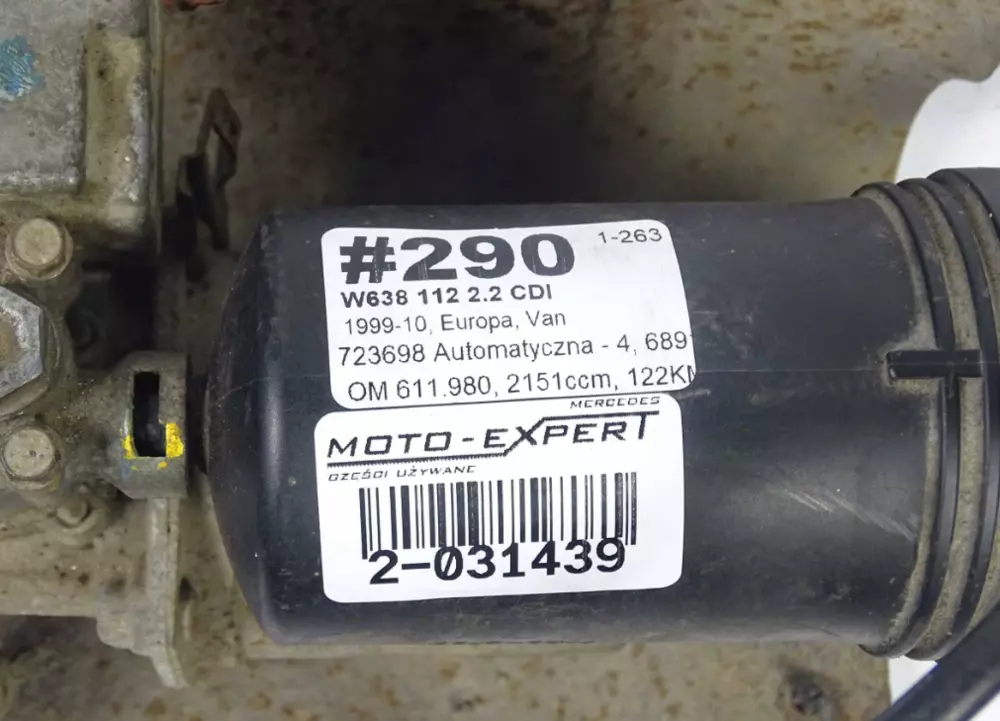 #290
1-263
W638 112 2.2 CDI
1999-10, Europa, Van
723698 Automatyczna - 4, 689
OM 611.980, 2151ccm, 122KM
MERCEDES
MOTO-EXPERT
CZĘŚCI UŻYWANE
2-031439